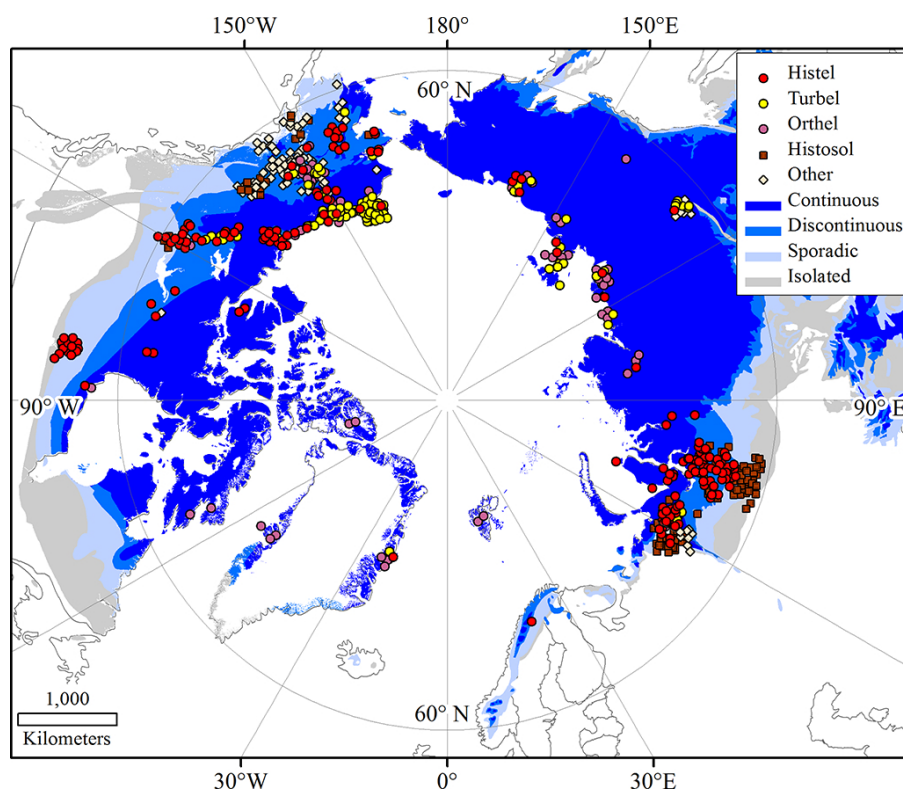 150°W 180° 150°E
60° N
Histel
Turbel
Orthel
Histosol
Other
Continuous
Discontinuous
Sporadic
Isolated
90° W 90° E
1,000
Kilometers
60° N
30°W 0° 30°E